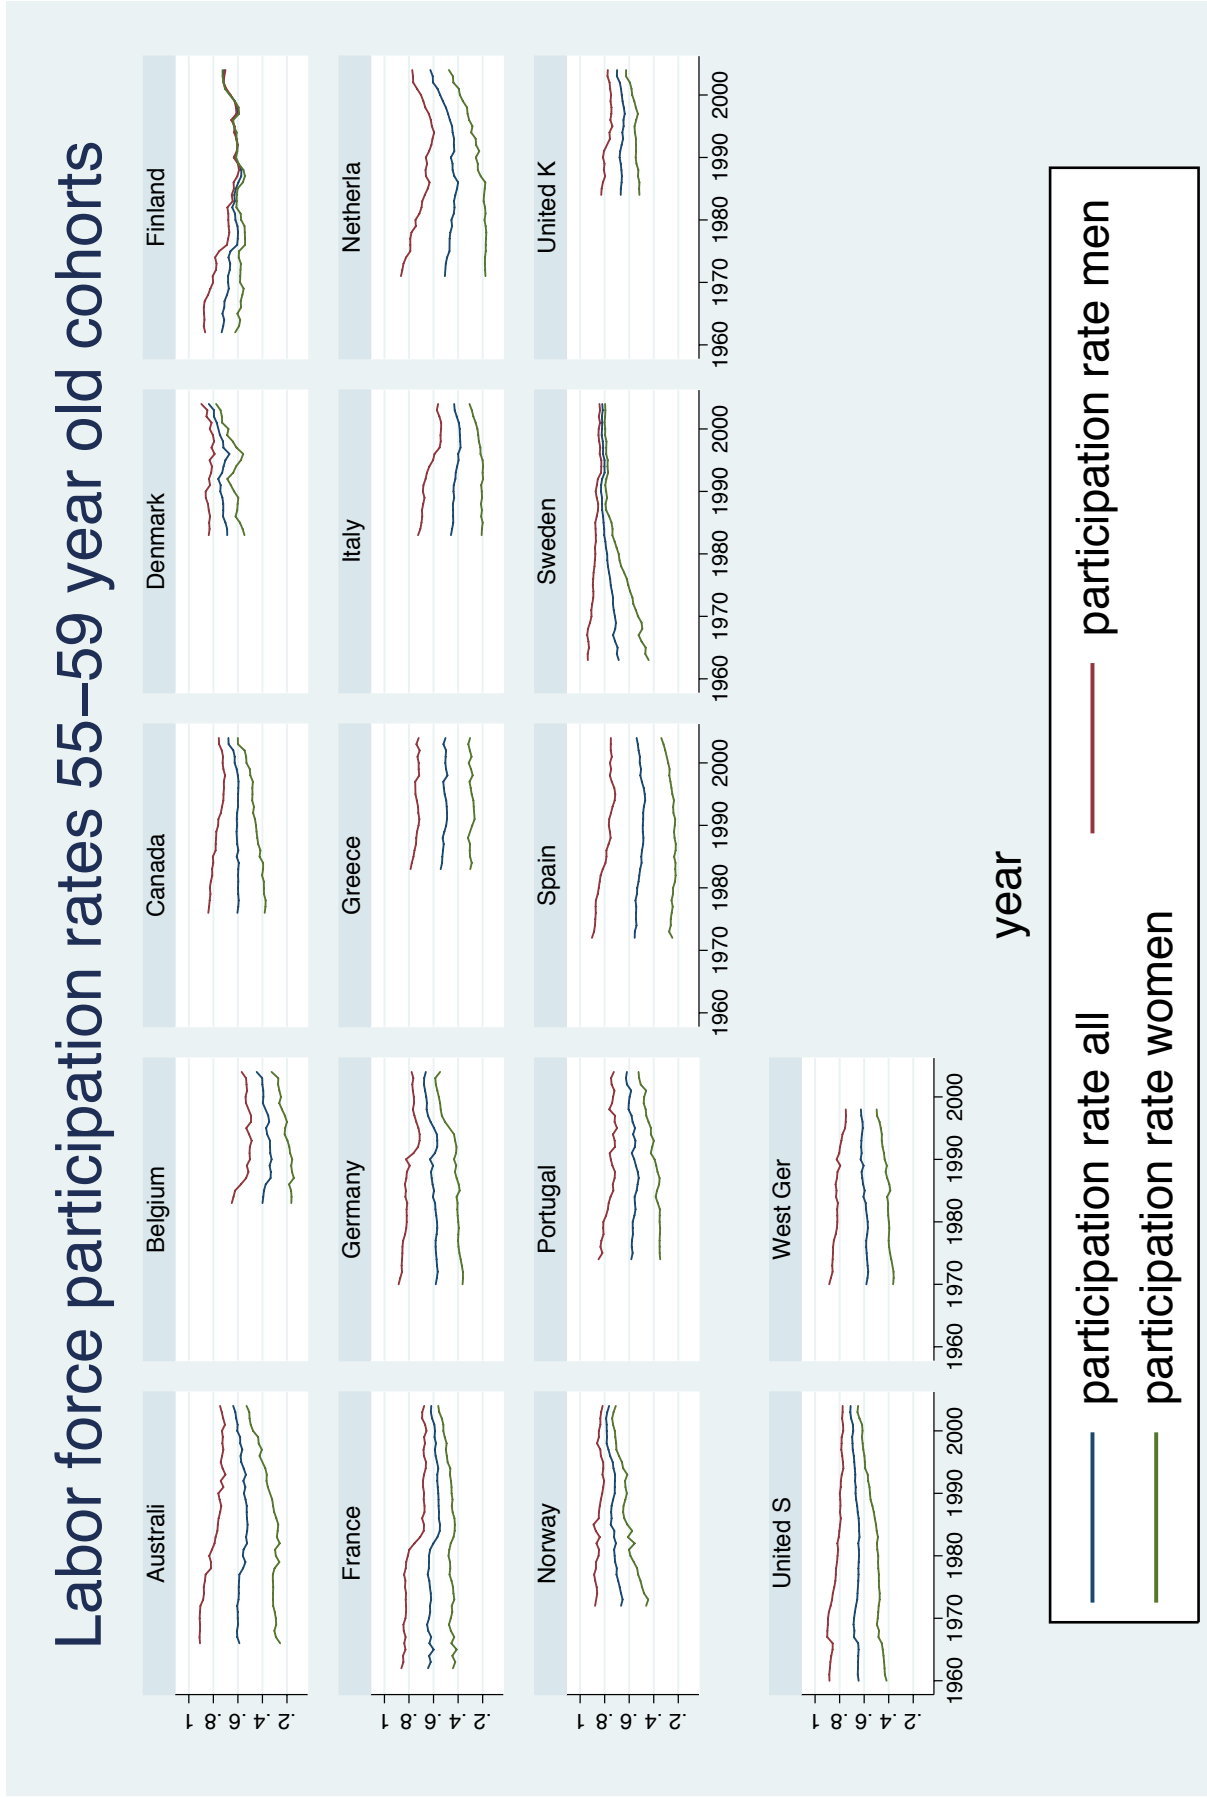 Labor force participation rates 55–59 year old cohorts
Australi
Belgium
Canada
Denmark
Finland
1
.8
.6
.4
.2
France
Germany
Greece
Italy
Netherla
1
.8
.6
.4
.2
Norway
Portugal
Spain
Sweden
United K
1
.8
.6
.4
.2
1960 1970 1980 1990 2000
1960 1970 1980 1990 2000
1960 1970 1980 1990 2000
United S
West Ger
1
.8
.6
.4
.2
1960 1970 1980 1990 2000
1960 1970 1980 1990 2000
year
participation rate all
participation rate men
participation rate women